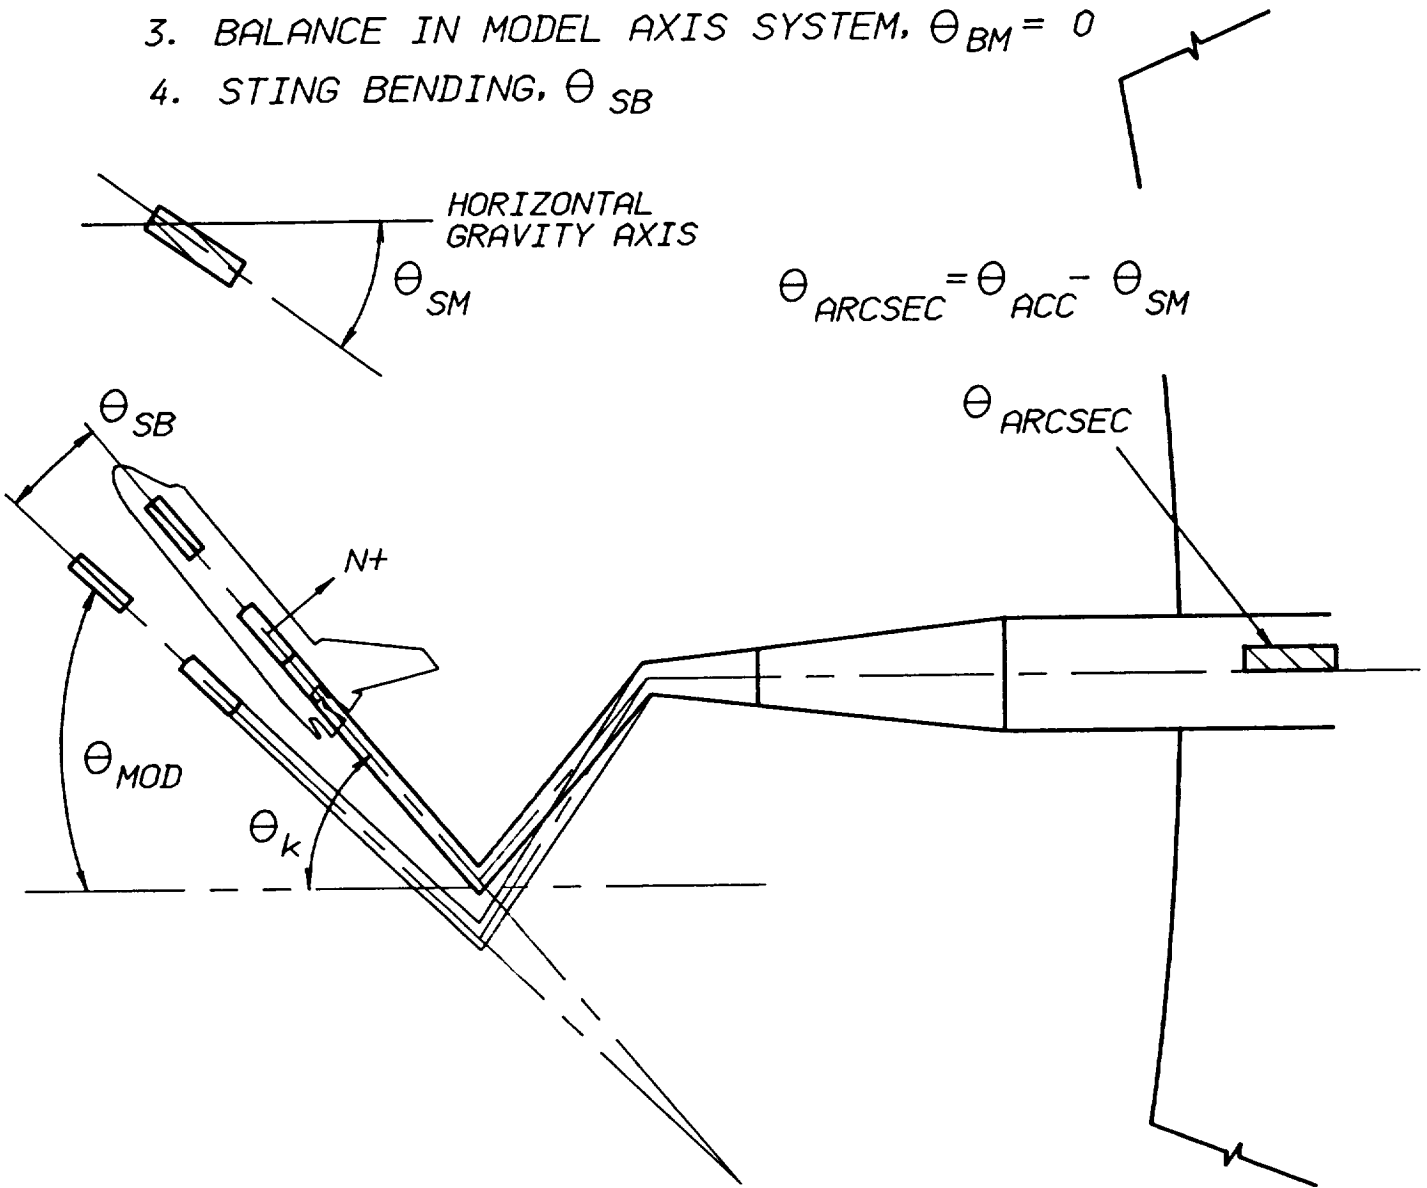 3. BALANCE IN MODEL AXIS SYSTEM, θ BM = 0
4. STING BENDING, θ SB
HORIZONTAL
GRAVITY AXIS
θ SM
θ ARCSEC = θ ACC - θ SM
θ SB
θ ARCSEC
N+
θ MOD
θ k